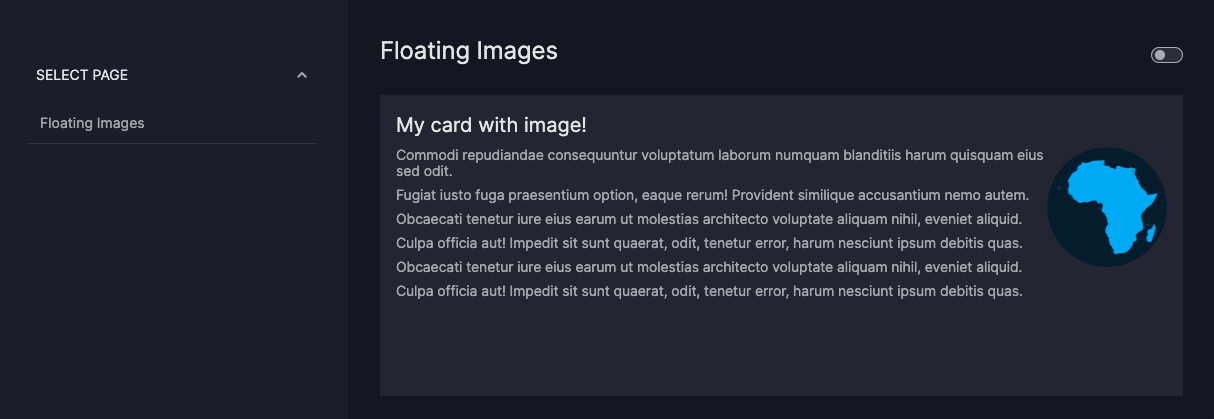 SELECT PAGE
Floating Images
Floating Images
My card with image!
Commodi repudiandae consequuntur voluptatum laborum numquam blanditiis harum quisquam eius
sed odit.
Fugiat iusto fuga praesentium option, eaque rerum! Provident similique accusantium nemo autem.
Obcaecati tenetur iure eius earum ut molestias architecto voluptate aliquam nihil, eveniet aliquid.
Culpa officia aut! Impedit sit sunt quaerat, odit, tenetur error, harum nesciunt ipsum debitis quas.
Obcaecati tenetur iure eius earum ut molestias architecto voluptate aliquam nihil, eveniet aliquid.
Culpa officia aut! Impedit sit sunt quaerat, odit, tenetur error, harum nesciunt ipsum debitis quas.